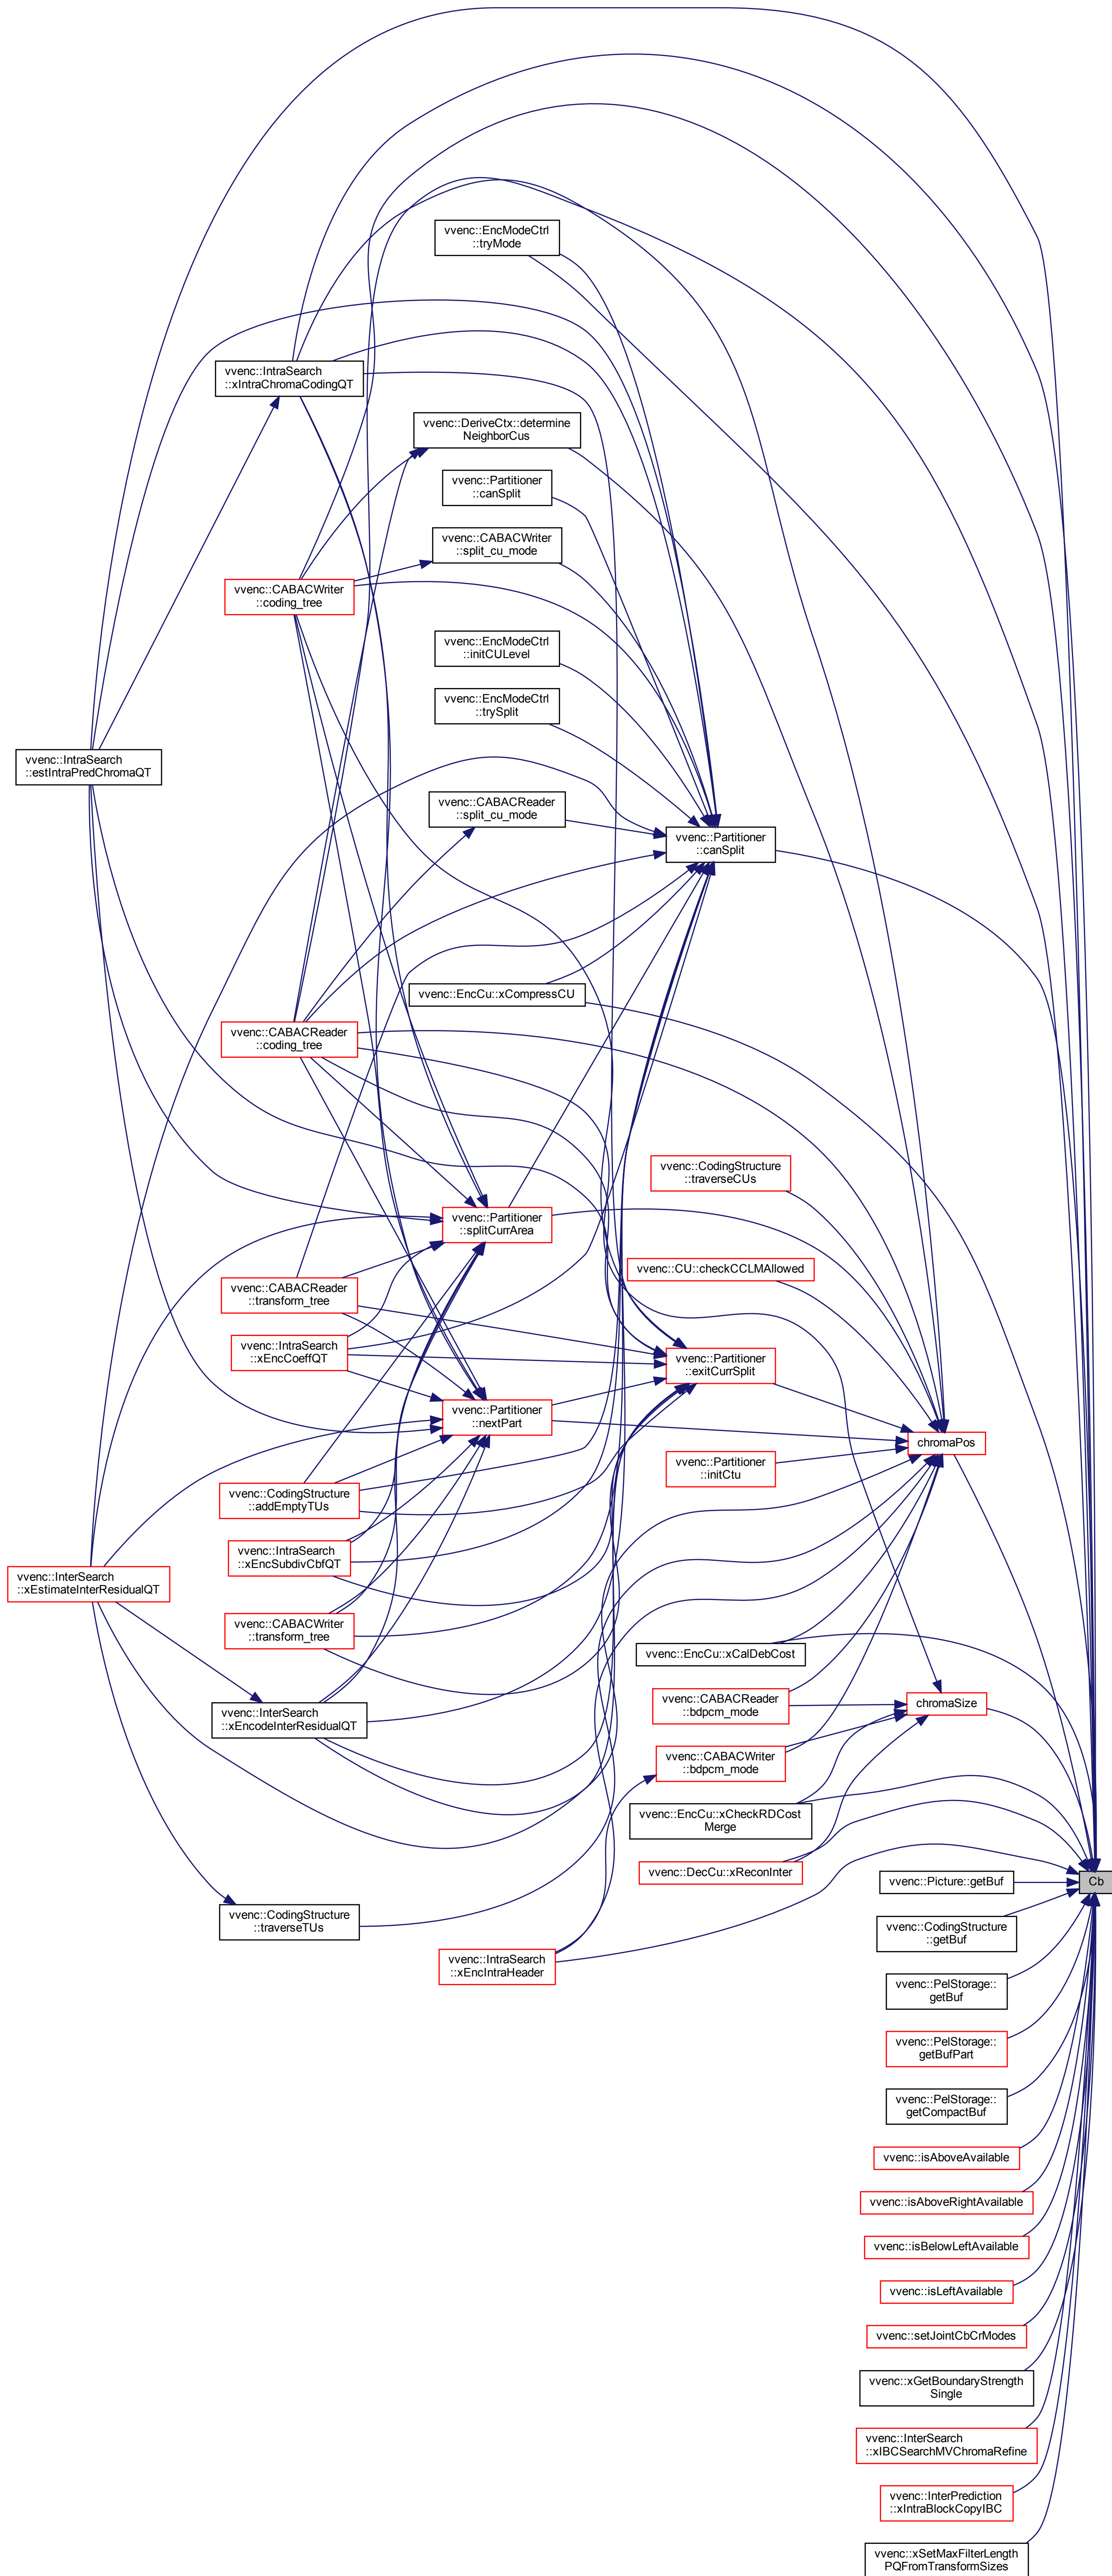 vvenc::EncModeCtrl
::tryMode
vvenc::IntraSearch
::xIntraChromaCodingQT
vvenc::DeriveCtx::determine
NeighborCus
vvenc::Partitioner
::canSplit
vvenc::CABACWriter
::split_cu_mode
vvenc::CABACWriter
::coding_tree
vvenc::EncModeCtrl
::initCULevel
vvenc::EncModeCtrl
::trySplit
vvenc::IntraSearch
::estIntraPredChromaQT
vvenc::CABACReader
::split_cu_mode
vvenc::Partitioner
::canSplit
vvenc::EncCu::xCompressCU
vvenc::CABACReader
::coding_tree
vvenc::CodingStructure
::traverseCUs
vvenc::Partitioner
::splitCurrArea
vvenc::CU::checkCCLMAllowed
vvenc::CABACReader
::transform_tree
vvenc::IntraSearch
::xEncCoeffQT
vvenc::Partitioner
::exitCurrSplit
vvenc::Partitioner
::nextPart
chromaPos
vvenc::Partitioner
::initCtu
vvenc::CodingStructure
::addEmptyTUs
vvenc::IntraSearch
::xEncSubdivCbfQT
vvenc::InterSearch
::xEstimateInterResidualQT
vvenc::CABACWriter
::transform_tree
vvenc::EncCu::xCalDebCost
vvenc::CABACReader
::bdpcm_mode
chromaSize
vvenc::InterSearch
::xEncodeInterResidualQT
vvenc::CABACWriter
::bdpcm_mode
vvenc::EncCu::xCheckRDCost
Merge
vvenc::DecCu::xReconInter
vvenc::Picture::getBuf
Cb
vvenc::CodingStructure
::traverseTUs
vvenc::CodingStructure
::getBuf
vvenc::IntraSearch
::xEncIntraHeader
vvenc::PelStorage::
getBuf
vvenc::PelStorage::
getBufPart
vvenc::PelStorage::
getCompactBuf
vvenc::isAboveAvailable
vvenc::isAboveRightAvailable
vvenc::isBelowLeftAvailable
vvenc::isLeftAvailable
vvenc::setJointCbCrModes
vvenc::xGetBoundaryStrength
Single
vvenc::InterSearch
::xIBCSearchMVChromaRefine
vvenc::InterPrediction
::xIntraBlockCopyIBC
vvenc::xSetMaxFilterLength
PQFromTransformSizes